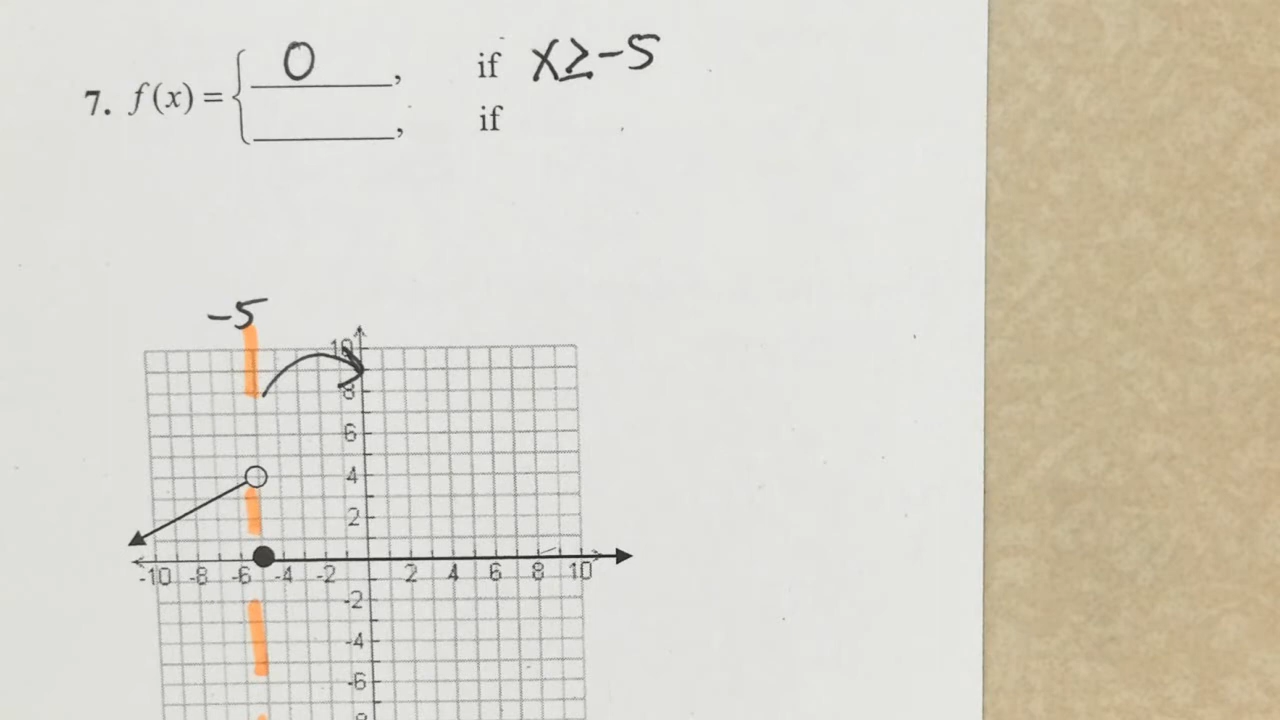 0, if x≥-5
7. f(x) = {
, if
-5
10
8
6
4
2
-10 -8 -6 -4 -2 2 4 6 8 10
-2
-4
-6